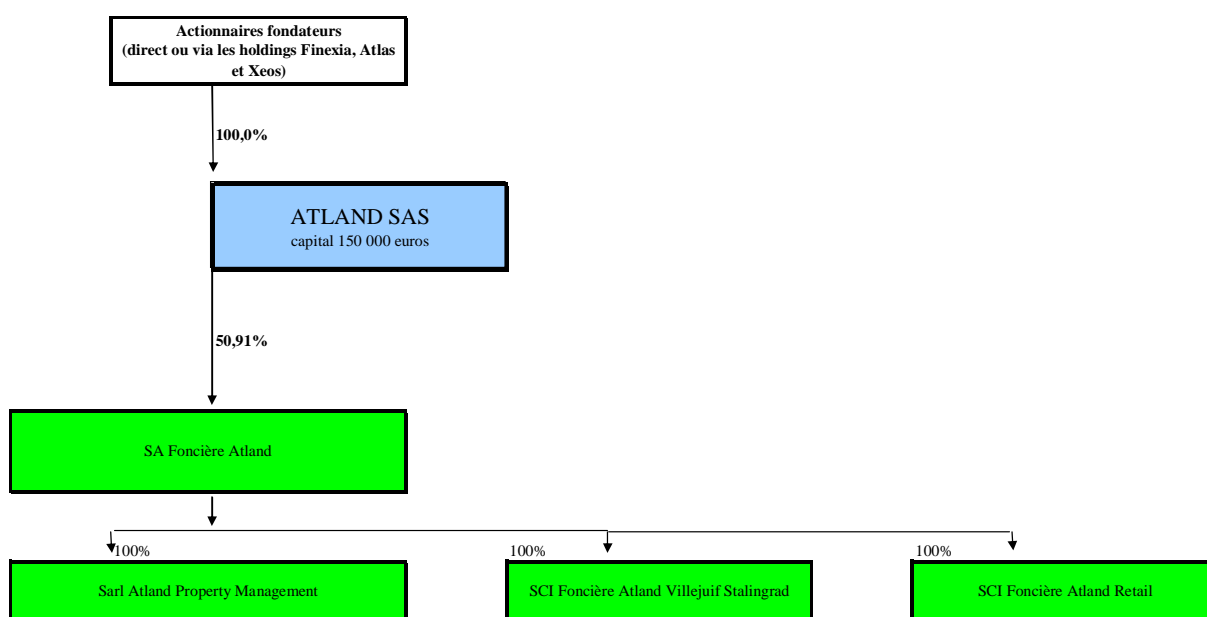 Actionnaires fondateurs
(direct ou via les holdings Finexia, Atlas
et Xeos)
100,0%
ATLAND SAS
capital 150 000 euros
50,91%
SA Foncière Atland
100%
100%
100%
Sarl Atland Property Management
SCI Foncière Atland Villejuif Stalingrad
SCI Foncière Atland Retail